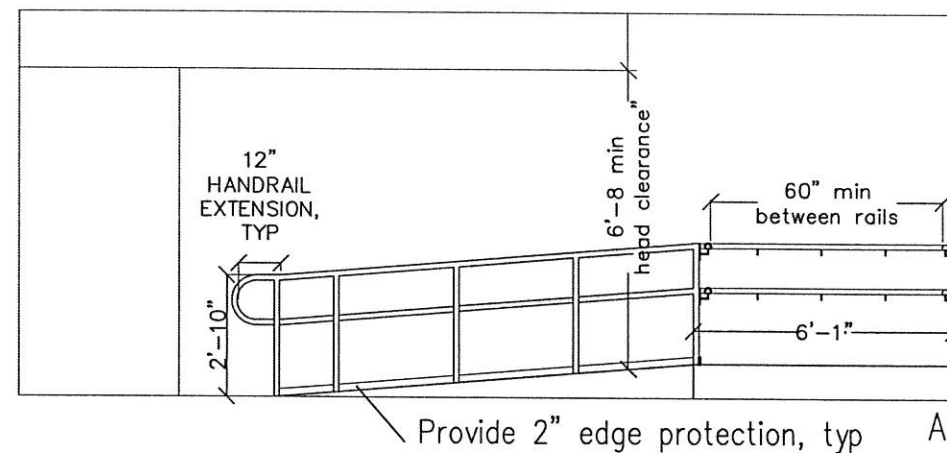 12"
HANDRAIL
EXTENSION,
TYP
2'-10"
6'-8 min
head clearance"
60" min
between rails
6'-1"
Provide 2" edge protection, typ
A